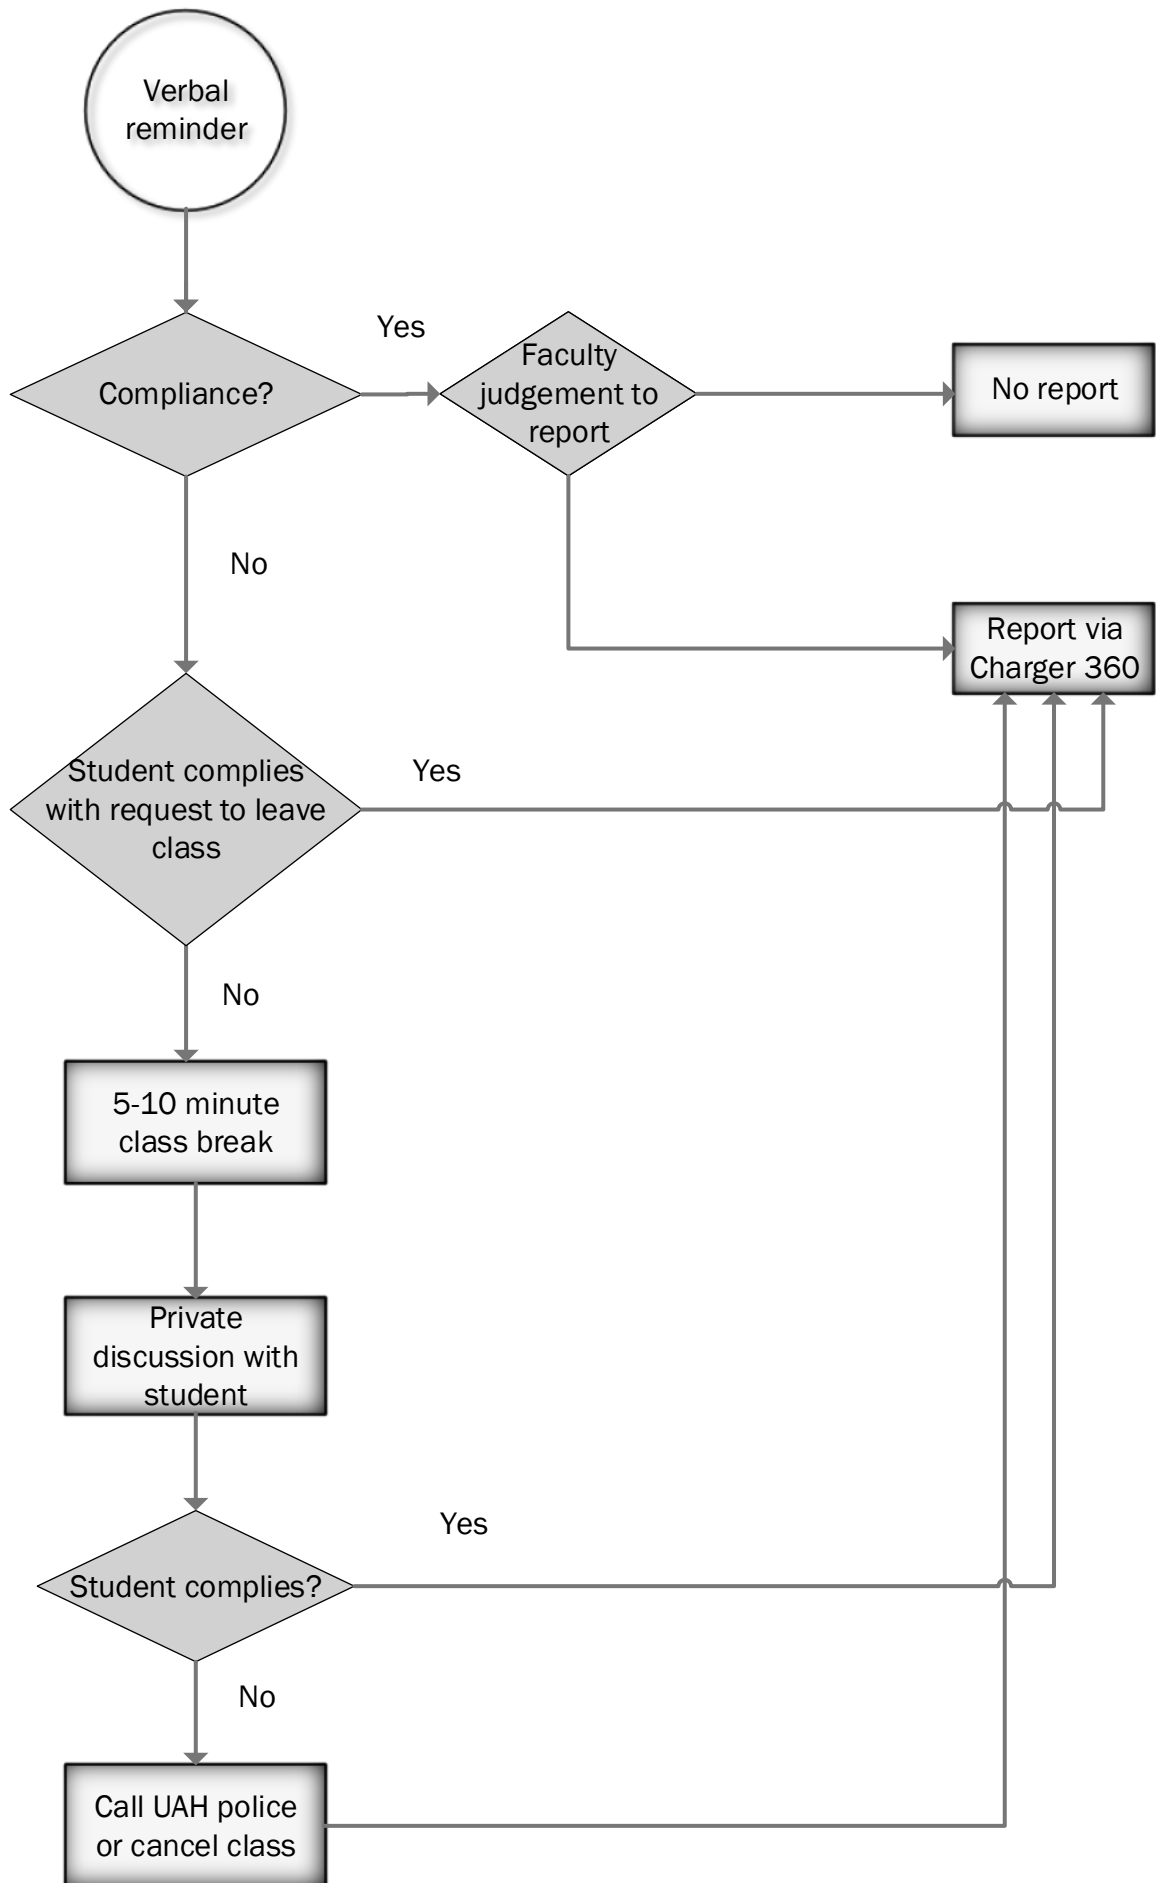 Verbal
reminder
Yes
Compliance?
Faculty
judgement to
report
No report
No
Report via
Charger 360
Student complies
with request to leave
class
Yes
No
5-10 minute
class break
Private
discussion with
student
Yes
Student complies?
No
Call UAH police
or cancel class